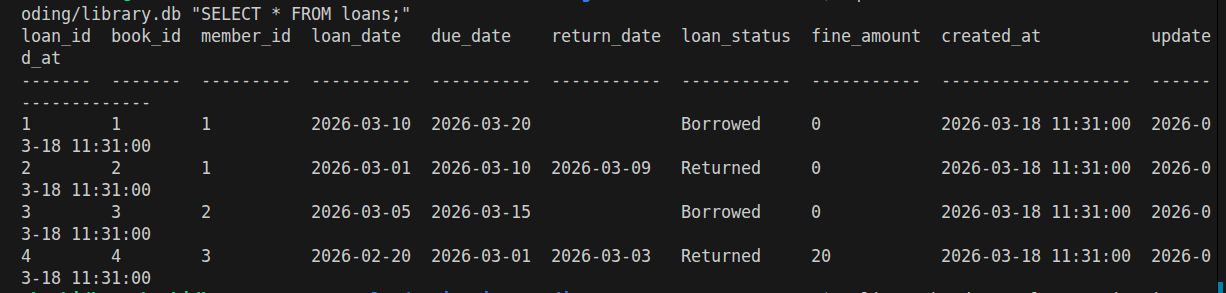 oding/library.db "SELECT * FROM loans;"
loan_id  book_id  member_id  loan_date   due_date    return_date  loan_status  fine_amount  created_at           update
d_at
-------  -------  ---------  ----------  ----------  -----------  -----------  -----------  -------------------  ------
-------------
1        1        1          2026-03-10  2026-03-20               Borrowed     0            2026-03-18 11:31:00  2026-0
3-18 11:31:00
2        2        1          2026-03-01  2026-03-10  2026-03-09   Returned     0            2026-03-18 11:31:00  2026-0
3-18 11:31:00
3        3        2          2026-03-05  2026-03-15               Borrowed     0            2026-03-18 11:31:00  2026-0
3-18 11:31:00
4        4        3          2026-02-20  2026-03-01  2026-03-03   Returned     20           2026-03-18 11:31:00  2026-0
3-18 11:31:00